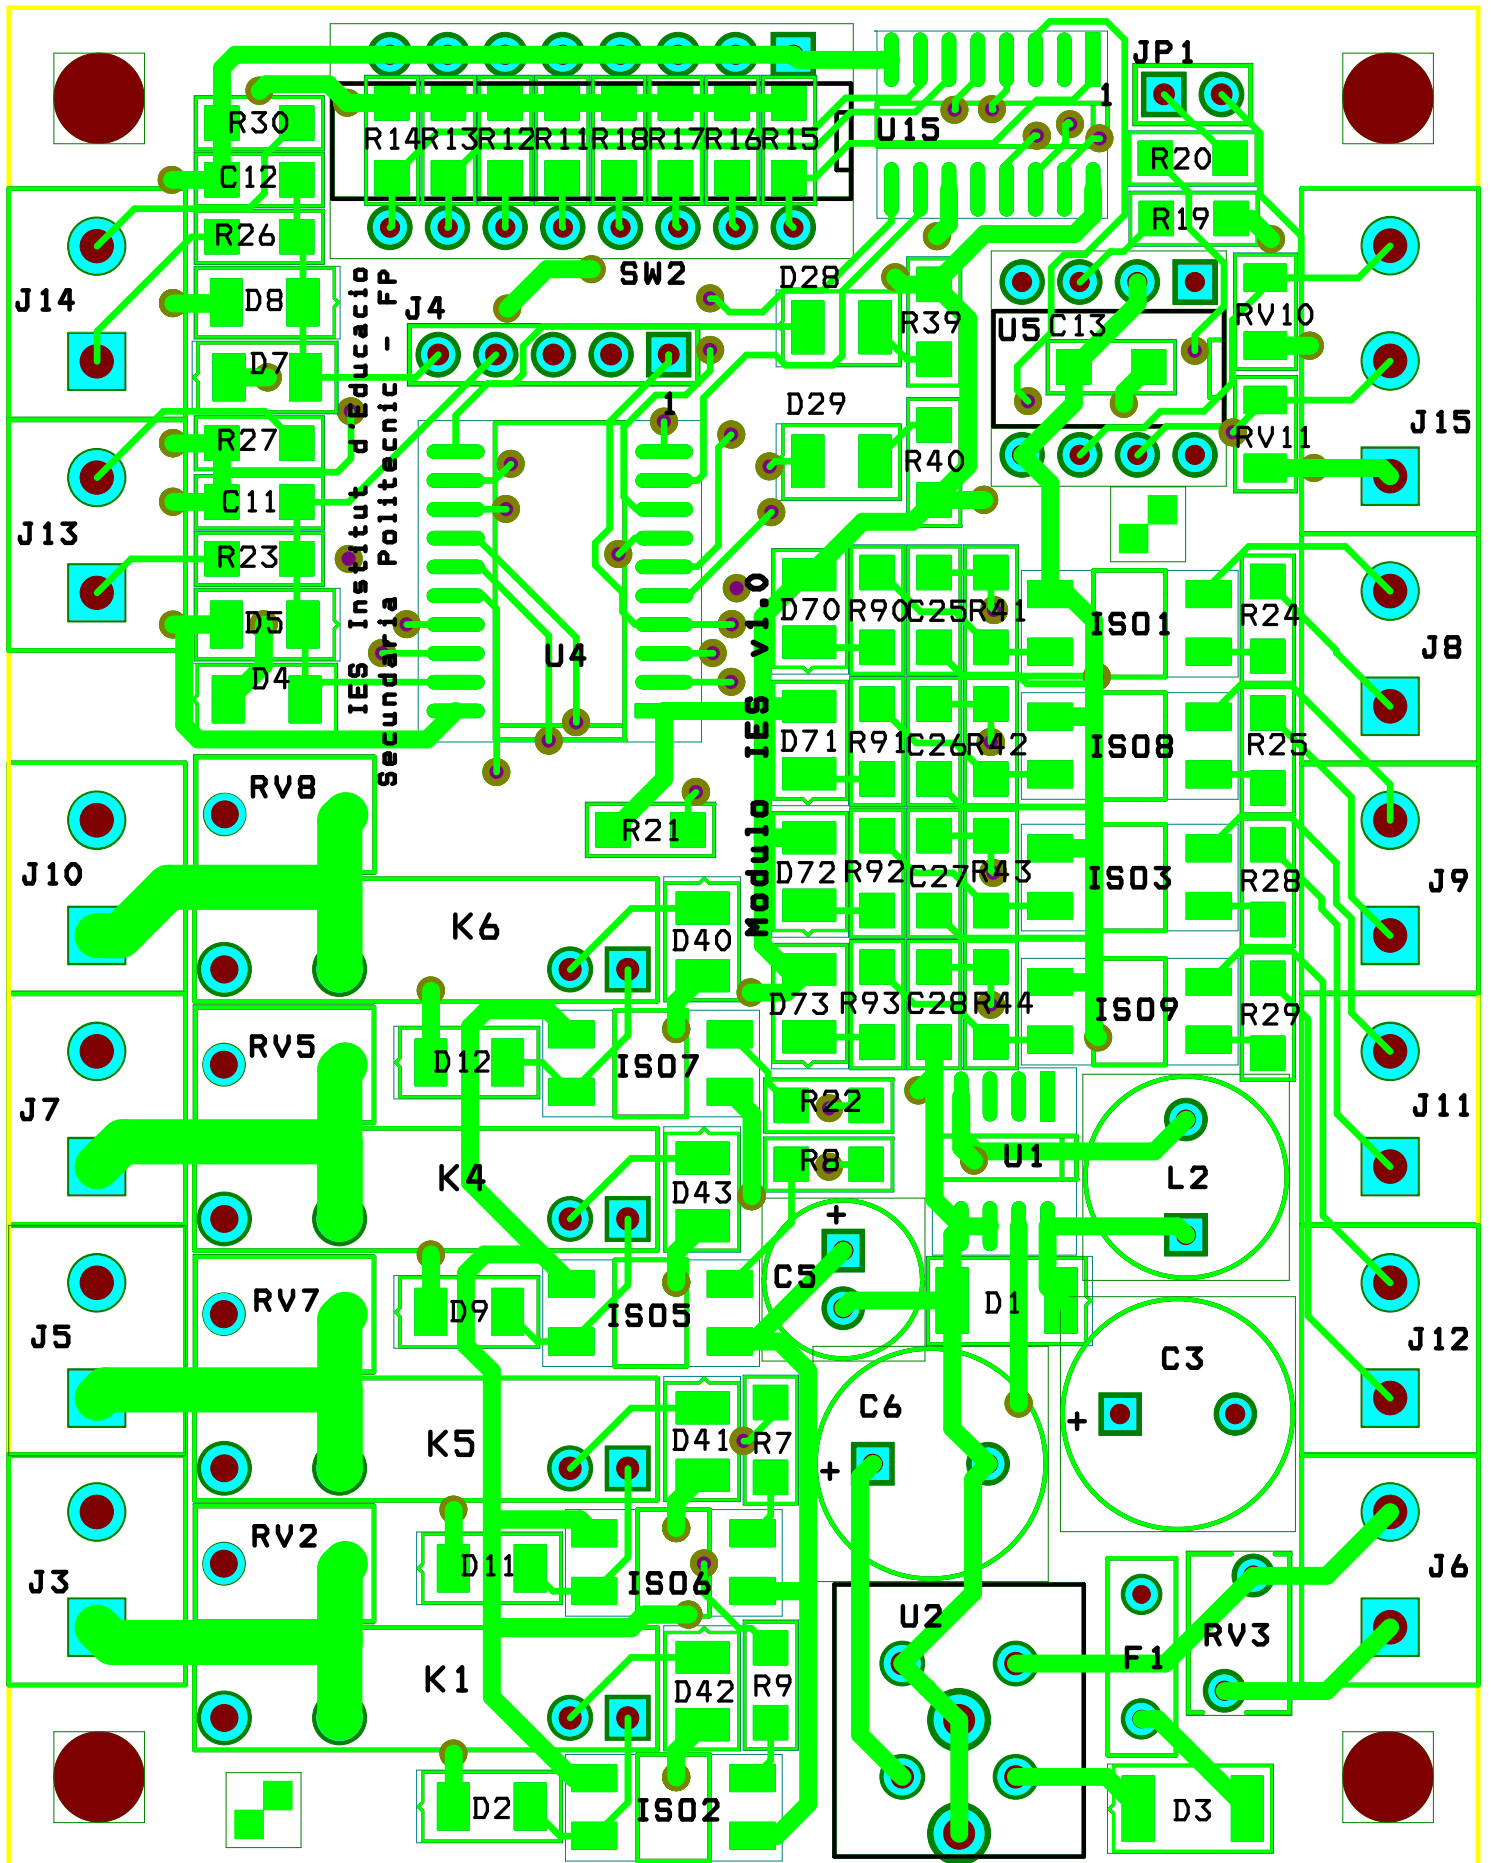 JP1
R30
R14 R13 R12 R11 R18 R17 R16 R15
U15
1
R20
C12
R19
R26
SW2
D28
J14
D8
J4
R39
U5
C13
RV10
D7
1
D29
J15
RV11
R27
R40
C11
J13
R23
IES Institut d'Educacio
Secundaria Politecnic - FP
Modulo IES v1.0
D5
D70
R90
C25
R41
ISO1
R24
J8
U4
D4
D71
R91
C26
R42
ISO8
R25
RV8
R21
J10
D72
R92
C27
R43
ISO3
R28
J9
K6
D40
D73
R93
C28
R44
ISO9
R29
RV5
D12
ISO7
J7
R22
J11
R8
U1
K4
D43
L2
+
C5
RV7
D9
ISO5
D1
J5
J12
C3
C6
+
K5
D41
R7
+
RV2
D11
ISO6
J3
J6
U2
RV3
F1
K1
D42
R9
D2
ISO2
D3